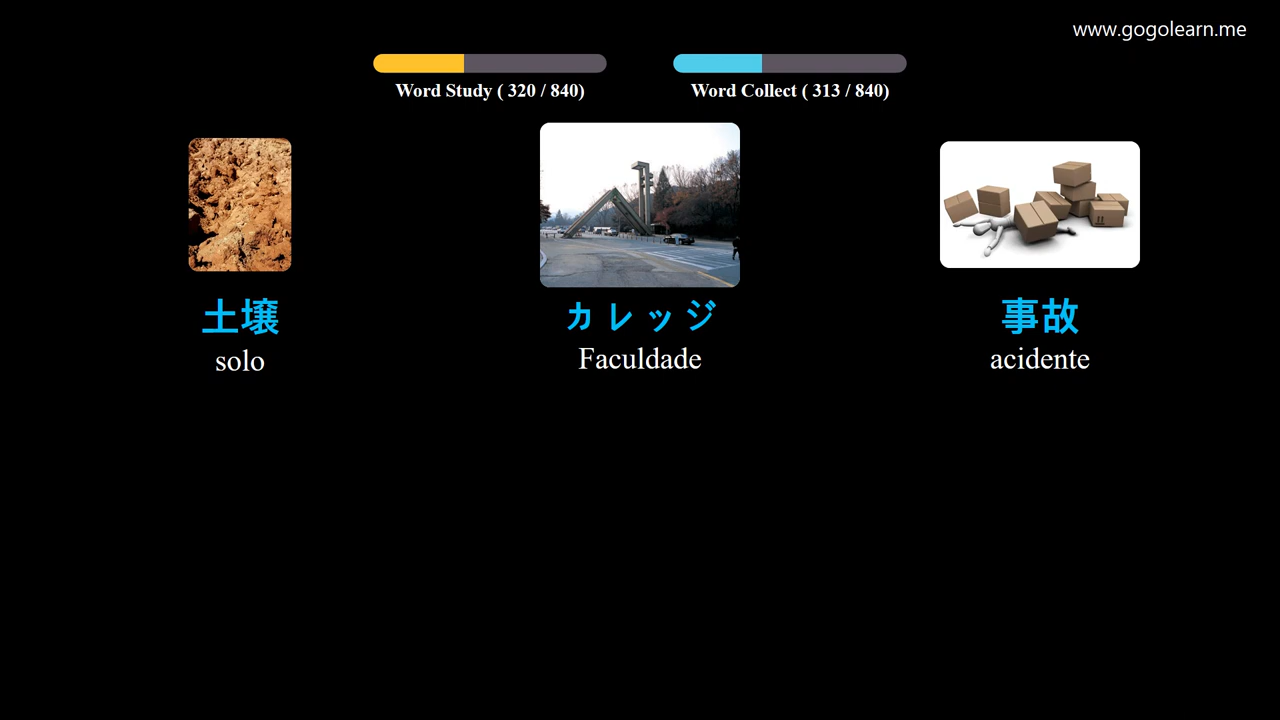 www.gogolearn.me
Word Study ( 320 / 840)
Word Collect ( 313 / 840)
土壌
solo
カレッジ
Faculdade
事故
acidente